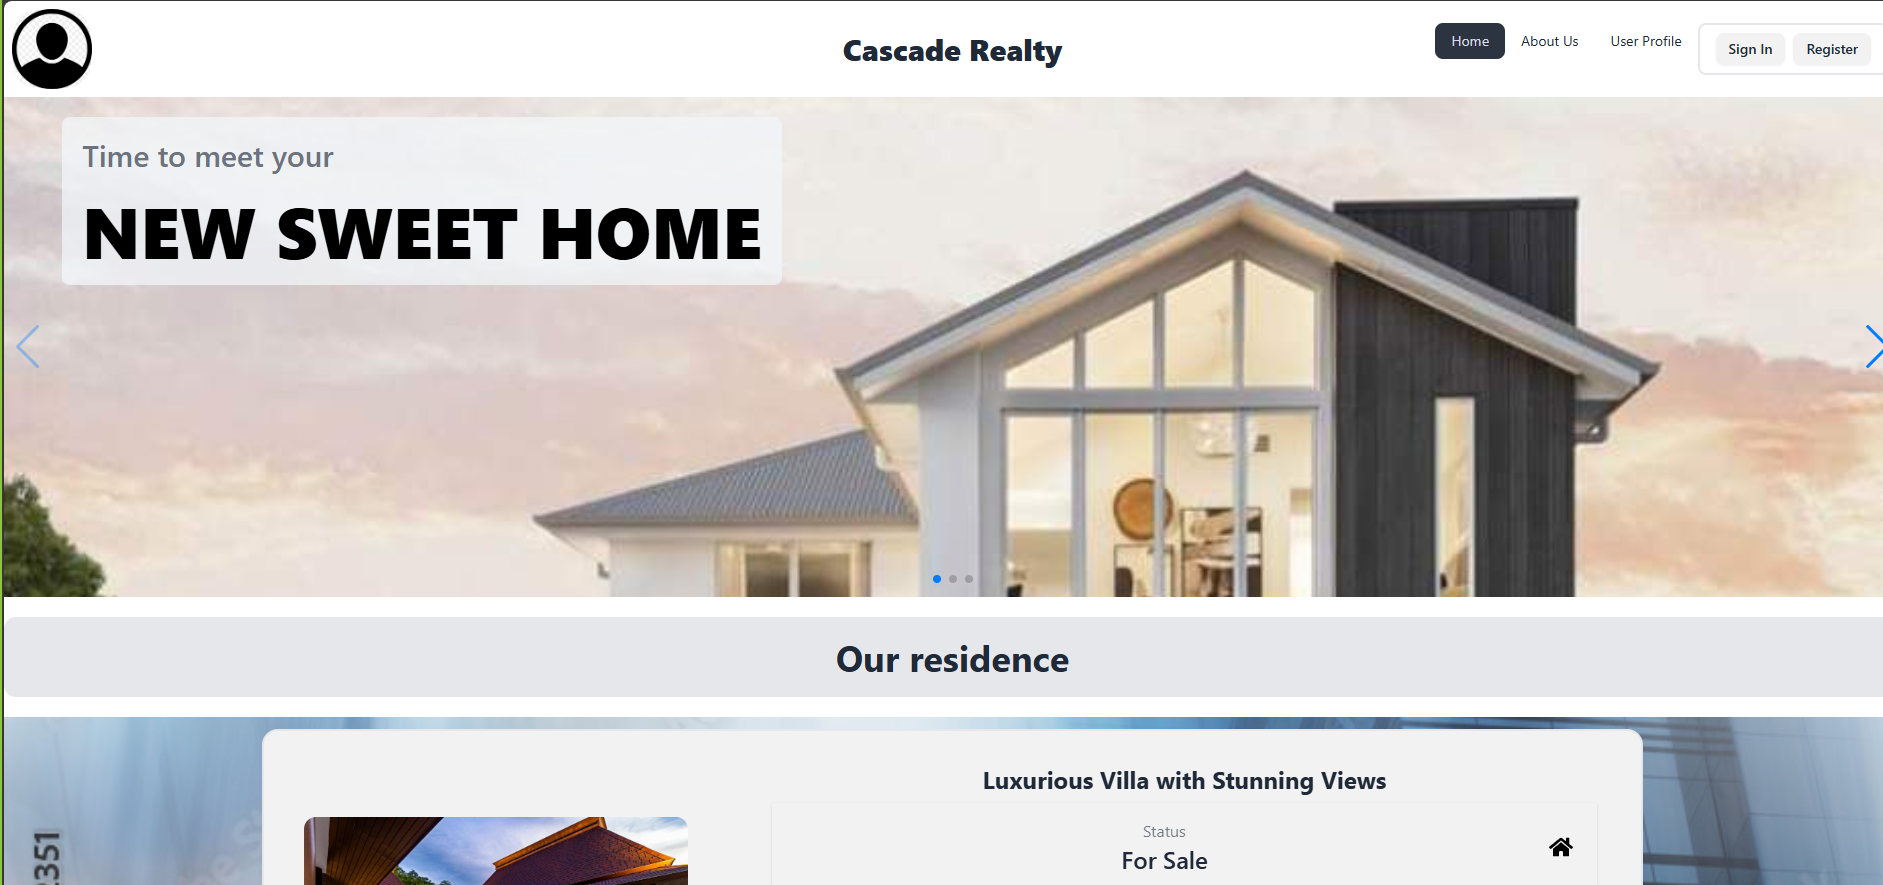 Cascade Realty
Home About Us User Profile Sign In Register
Time to meet your
NEW SWEET HOME
Our residence
Luxurious Villa with Stunning Views
Status
For Sale
2351